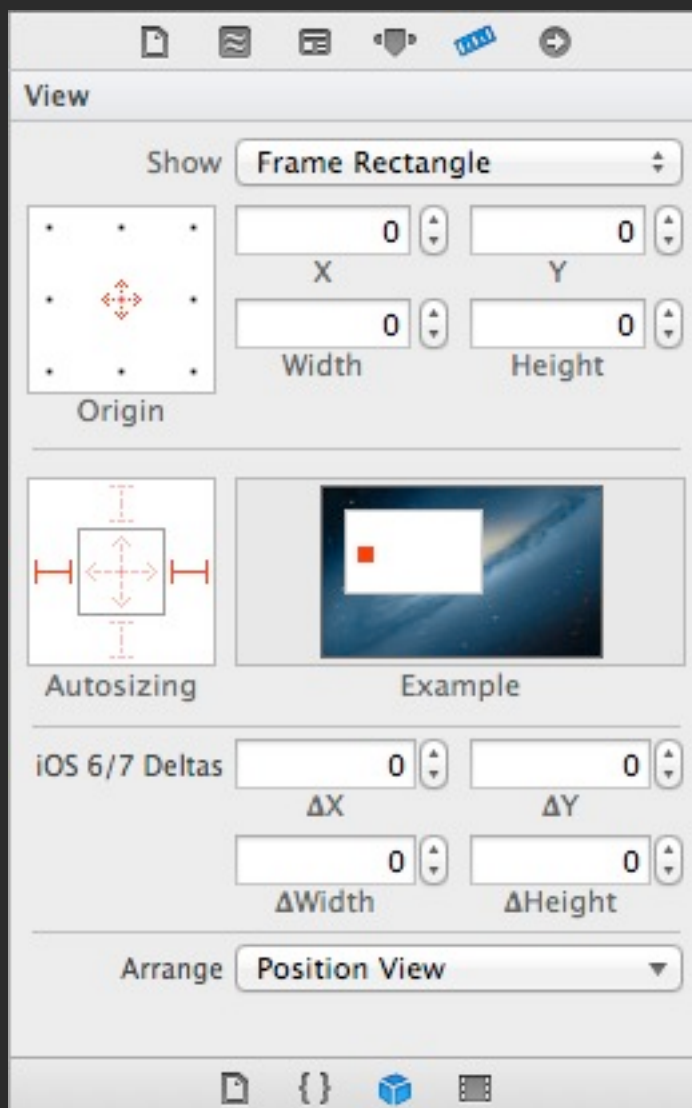 View
Show Frame Rectangle
0 0
X Y
0 0
Width Height
Origin
Autosizing Example
iOS 6/7 Deltas 0 0
ΔX ΔY
0 0
ΔWidth ΔHeight
Arrange Position View
{ }